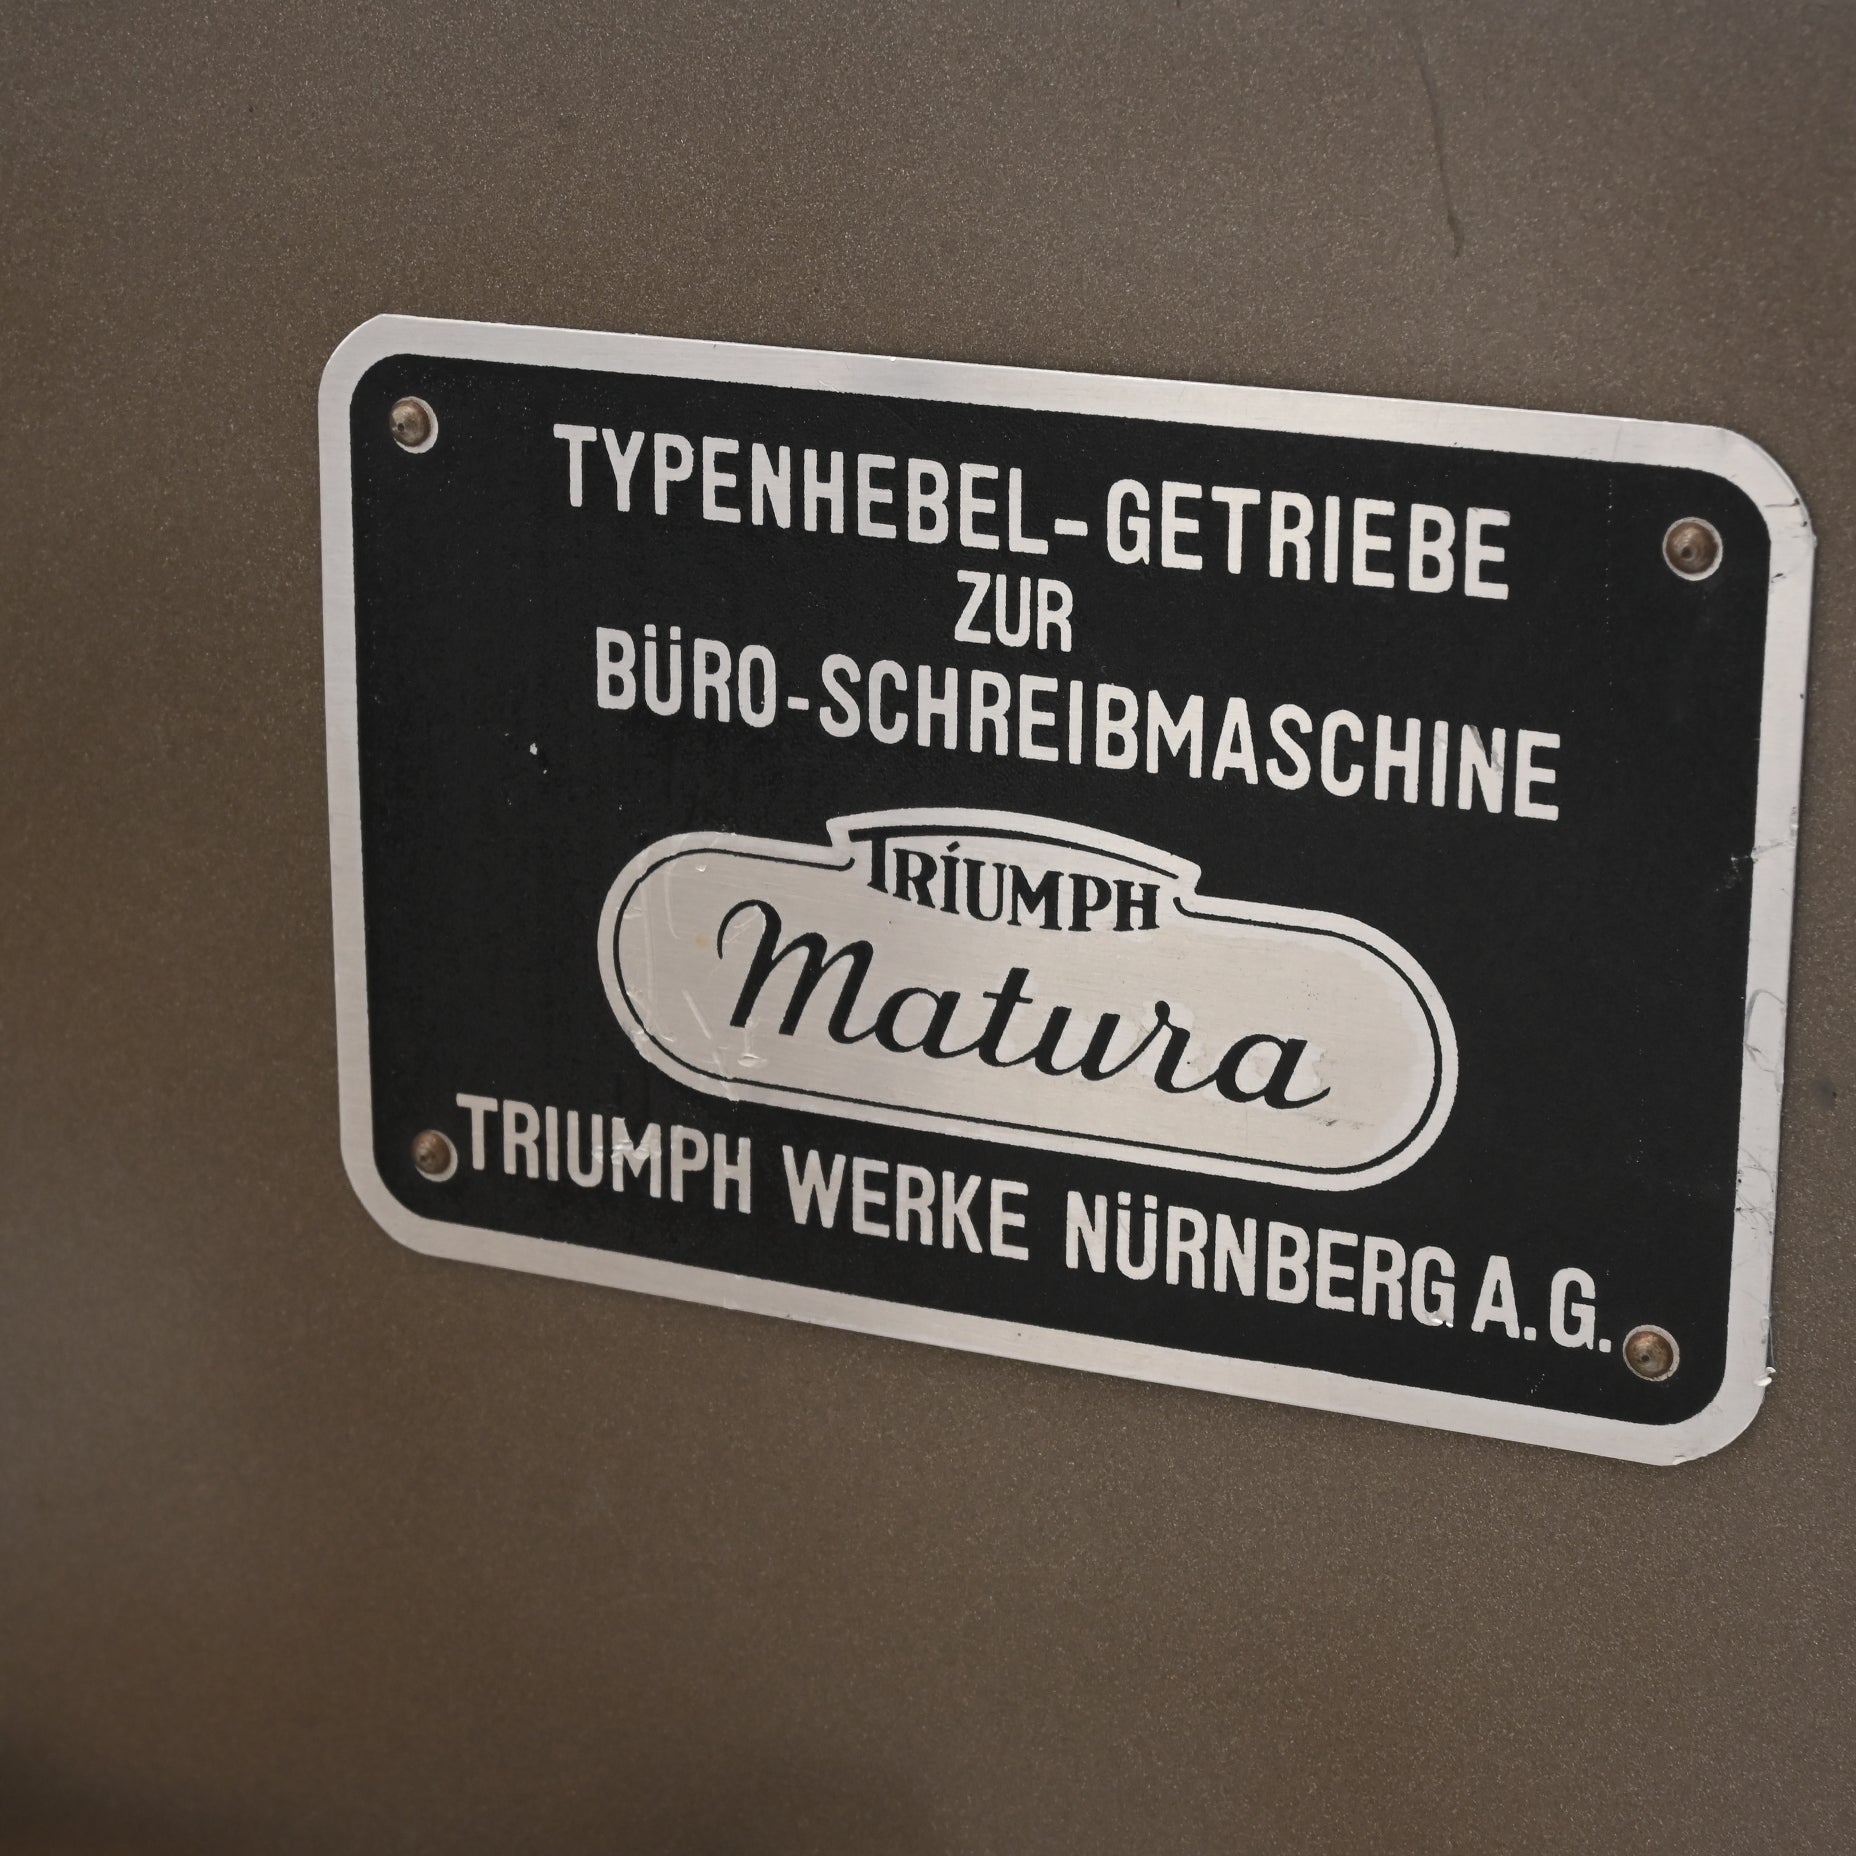 TYPENHEBEL-GETRIEBE
ZUR
BÜRO-SCHREIBMASCHINE
TRIUMPH
Matura
TRIUMPH WERKE NÜRNBERG A.G.